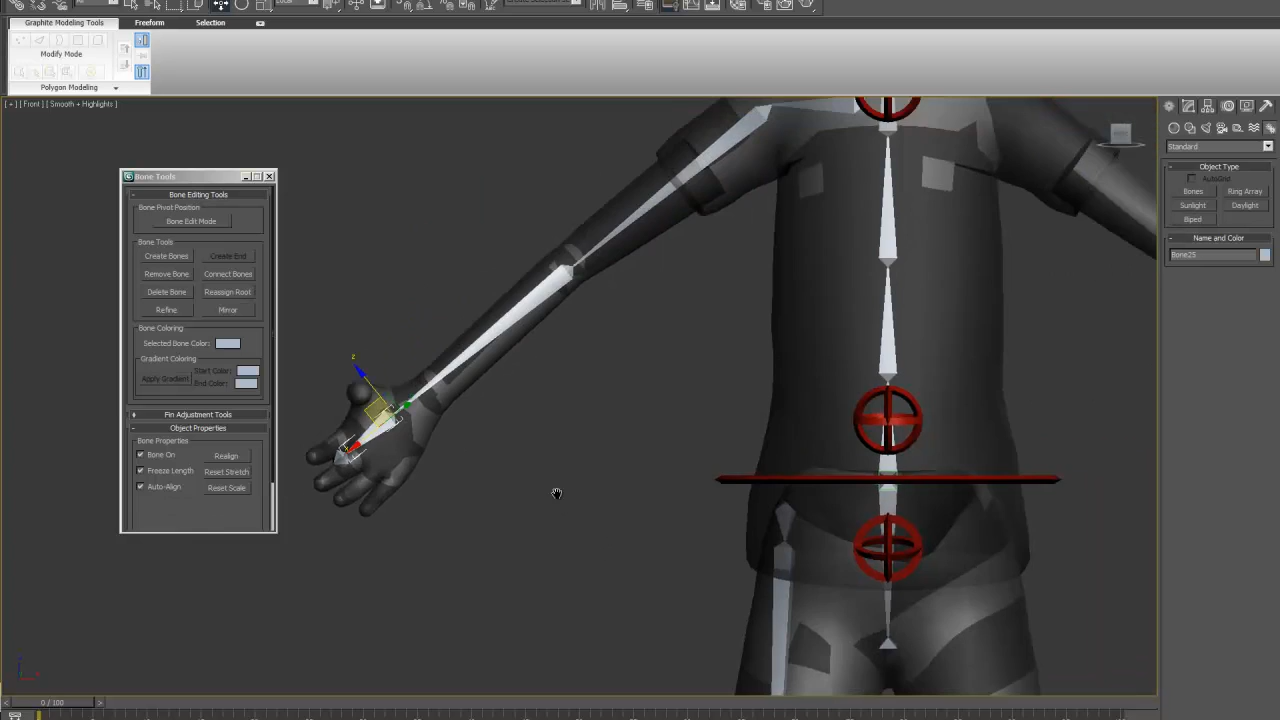 Local
Graphite Modeling Tools
Freeform
Selection
Modify Mode
Polygon Modeling
[ + ] [ Front ] [ Smooth + Highlights ]
Standard
Object Type
AutoGrid
Bones
Ring Array
Sunlight
Daylight
Biped
Name and Color
Bone25
Bone Tools
Bone Editing Tools
Bone Pivot Position
Bone Edit Mode
Bone Tools
Create Bones
Create End
Remove Bone
Connect Bones
Delete Bone
Reassign Root
Refine
Mirror
Bone Coloring
Selected Bone Color:
Gradient Coloring
Apply Gradient
Start Color:
End Color:
Fin Adjustment Tools
Object Properties
Bone Properties
Bone On
Realign
Freeze Length
Reset Stretch
Auto-Align
Reset Scale
z
0 / 100